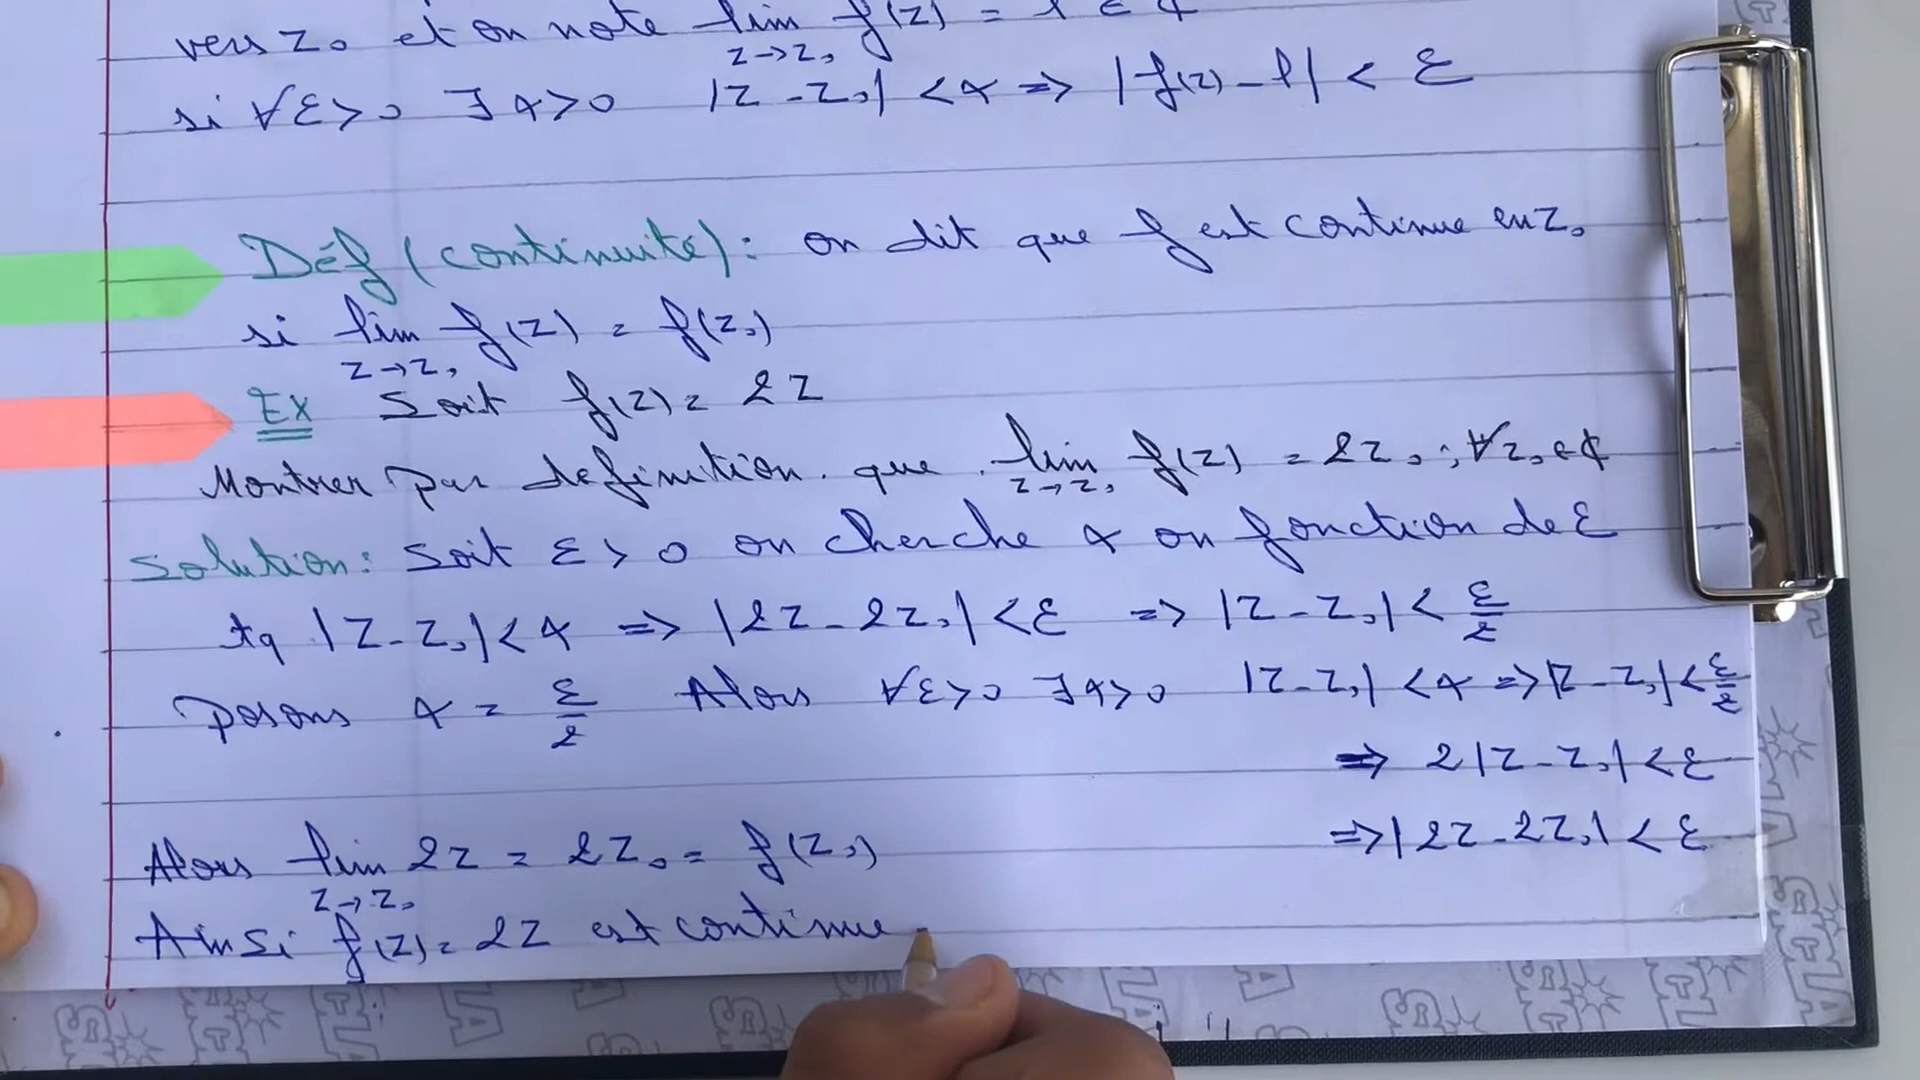 vers z₀ et on note lim f(z) = l ∈ ℂ
z→z₀
si ∀ε>0 ∃α>0 |z-z₀|<α => |f(z)-l| < ε
Déf (continuité): on dit que f est continue en z₀
si lim f(z) = f(z₀)
z→z₀
Ex Soit f(z) = 2z
Montrer par definition que lim f(z) = 2z₀, ∀z₀∈ℂ
z→z₀
Solution: Soit ε>0 on cherche α on fonction de ε
tq |z-z₀|<α => |2z-2z₀|<ε => |z-z₀|< ε/2
Posons α = ε/2 Alors ∀ε>0 ∃α>0 |z-z₀|<α => |z-z₀|< ε/2
=> 2|z-z₀|<ε
=> |2z-2z₀|<ε
Alors lim 2z = 2z₀ = f(z₀)
z→z₀
Ainsi f(z) = 2z est continue